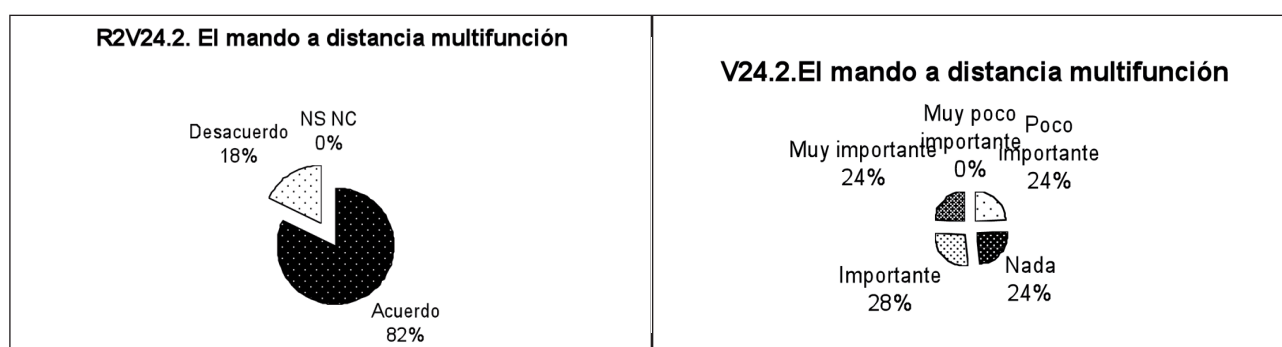 R2V24.2. El mando a distancia multifunción
NS NC
0%
Desacuerdo
18%
Acuerdo
82%
V24.2.El mando a distancia multifunción
Muy poco
importante
0%
Poco
importante
24%
Muy importante
24%
Importante
28%
Nada
24%